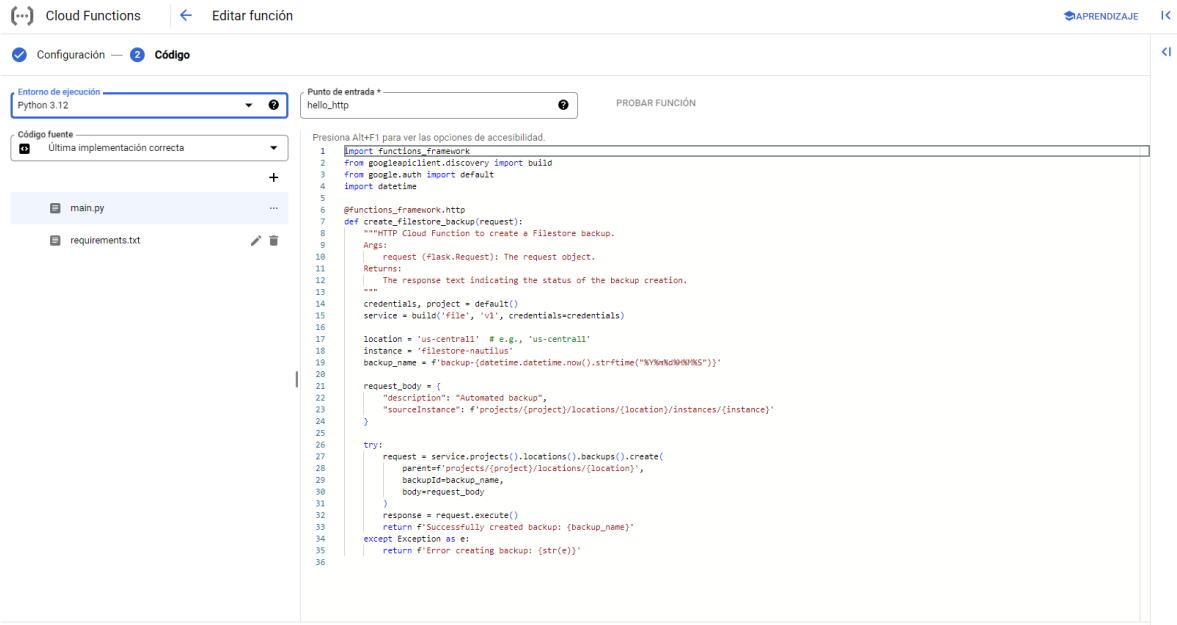 Cloud Functions
Editar función
APRENDIZAJE
Configuración — 2 Código
Entorno de ejecución
Python 3.12
Punto de entrada *
hello_http
PROBAR FUNCIÓN
Código fuente
Última implementación correcta
main.py
requirements.txt
Presiona Alt+F1 para ver las opciones de accesibilidad.
1 import functions_framework
2 from googleapiclient.discovery import build
3 from google.auth import default
4 import datetime
5
6 @functions_framework.http
7 def create_filestore_backup(request):
8     """HTTP Cloud Function to create a Filestore backup.
9     Args:
10         request (flask.Request): The request object.
11     Returns:
12         The response text indicating the status of the backup creation.
13     """
14     credentials, project = default()
15     service = build('file', 'v1', credentials=credentials)
16
17     location = 'us-central1'  # e.g., 'us-central1'
18     instance = 'filestore-nautilus'
19     backup_name = f'backup-{datetime.datetime.now().strftime("%Y%m%d%H%M%S")}'
20
21     request_body = {
22         "description": "Automated backup",
23         "sourceInstance": f'projects/{project}/locations/{location}/instances/{instance}'
24     }
25
26     try:
27         request = service.projects().locations().backups().create(
28             parent=f'projects/{project}/locations/{location}',
29             backupId=backup_name,
30             body=request_body
31         )
32         response = request.execute()
33         return f'Successfully created backup: {backup_name}'
34     except Exception as e:
35         return f'Error creating backup: {str(e)}'
36